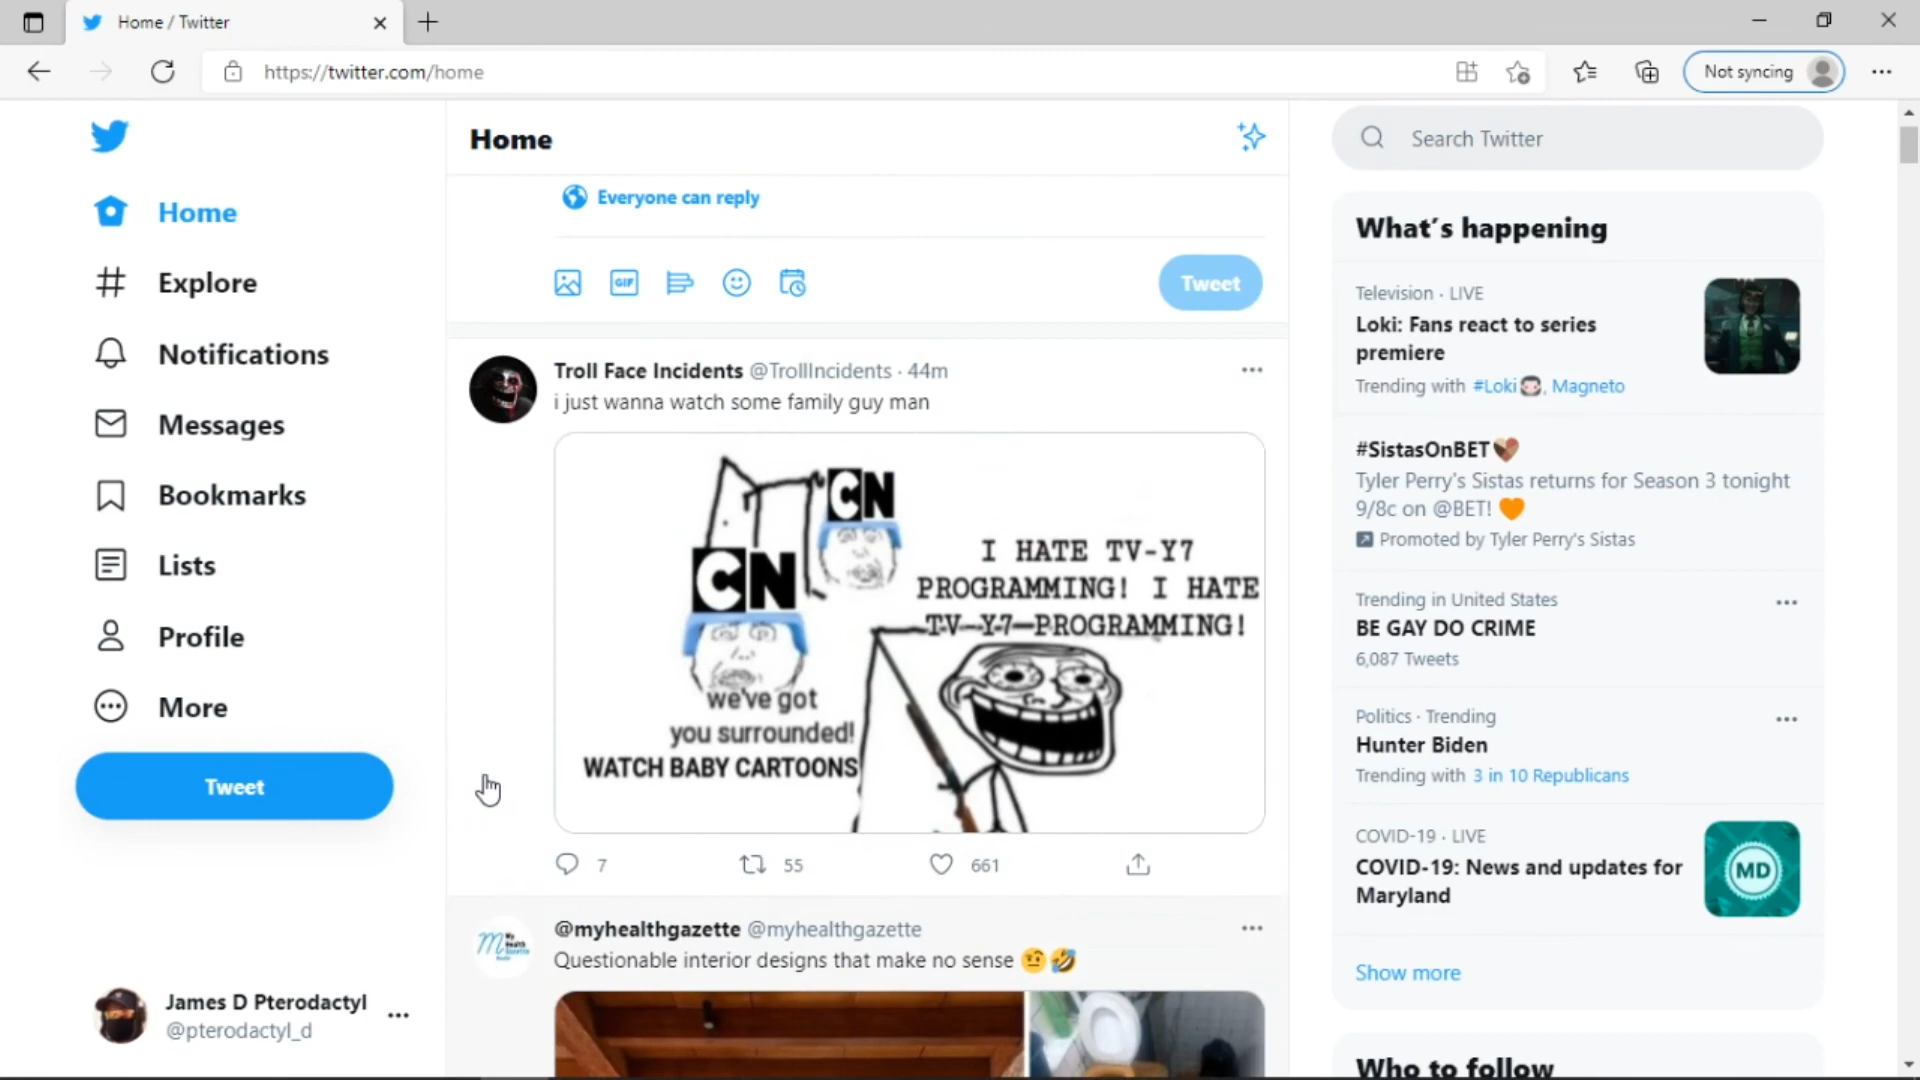 Home / Twitter
https://twitter.com/home
Not syncing
Home
Explore
Notifications
Messages
Bookmarks
Lists
Profile
More
Tweet
James D Pterodactyl
@pterodactyl_d
Home
Everyone can reply
GIF
Tweet
Troll Face Incidents @TrollIncidents · 44m
i just wanna watch some family guy man
CN
CN
I HATE TV-Y7
PROGRAMMING! I HATE
TV-Y7-PROGRAMMING!
we've got
you surrounded!
WATCH BABY CARTOONS
7
55
661
My
Health
Gazette
@myhealthgazette @myhealthgazette
Questionable interior designs that make no sense 🤨🤣
Search Twitter
What's happening
Television · LIVE
Loki: Fans react to series
premiere
Trending with #Loki, Magneto
#SistasOnBET
Tyler Perry's Sistas returns for Season 3 tonight
9/8c on @BET! 🧡
Promoted by Tyler Perry's Sistas
Trending in United States
BE GAY DO CRIME
6,087 Tweets
Politics · Trending
Hunter Biden
Trending with 3 in 10 Republicans
COVID-19 · LIVE
COVID-19: News and updates for
Maryland
MD
Show more
Who to follow